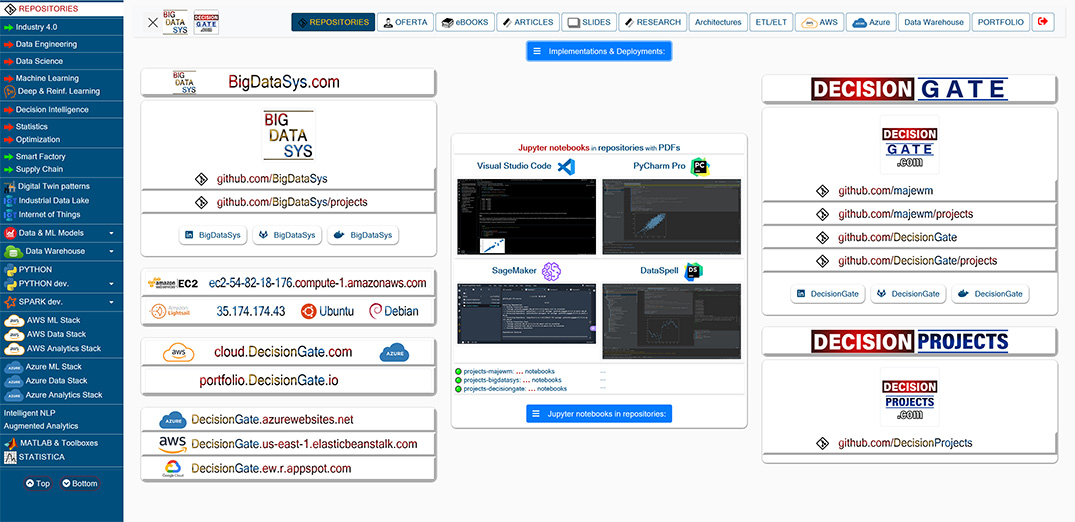 REPOSITORIES
Industry 4.0
Data Engineering
Data Science
Machine Learning
Deep & Reinf. Learning
Decision Intelligence
Statistics
Optimization
Smart Factory
Supply Chain
Digital Twin patterns
Industrial Data Lake
Internet of Things
Data & ML Models
Data Warehouse
PYTHON
PYTHON dev.
SPARK dev.
AWS ML Stack
AWS Data Stack
AWS Analytics Stack
Azure ML Stack
Azure Data Stack
Azure Analytics Stack
Intelligent NLP
Augmented Analytics
MATLAB & Toolboxes
STATISTICA
Top Bottom
BIG DATA SYS DECISION GATE .com REPOSITORIES OFERTA eBOOKS ARTICLES SLIDES RESEARCH Architectures ETL/ELT AWS Azure Data Warehouse PORTFOLIO
Implementations & Deployments:
BIG DATA SYS BigDataSys.com
BIG
DATA
SYS
github.com/BigDataSys
github.com/BigDataSys/projects
BigDataSys BigDataSys BigDataSys
amazon webservices EC2 ec2-54-82-18-176.compute-1.amazonaws.com
Amazon Lightsail 35.174.174.43 Ubuntu Debian
aws cloud.DecisionGate.com AZURE
portfolio.DecisionGate.io
AZURE DecisionGate.azurewebsites.net
aws DecisionGate.us-east-1.elasticbeanstalk.com
Google Cloud DecisionGate.ew.r.appspot.com
Jupyter notebooks in repositories with PDFs
Visual Studio Code PyCharm Pro PC
SageMaker DataSpell DS
projects-majewm: ... notebooks ...
projects-bigdatasys: ... notebooks ...
projects-decisiongate: ... notebooks ...
Jupyter notebooks in repositories:
DECISION GATE
DECISION
GATE
.com
github.com/majewm
github.com/majewm/projects
github.com/DecisionGate
github.com/DecisionGate/projects
DecisionGate DecisionGate DecisionGate
DECISION PROJECTS
DECISION
PROJECTS
.com
github.com/DecisionProjects